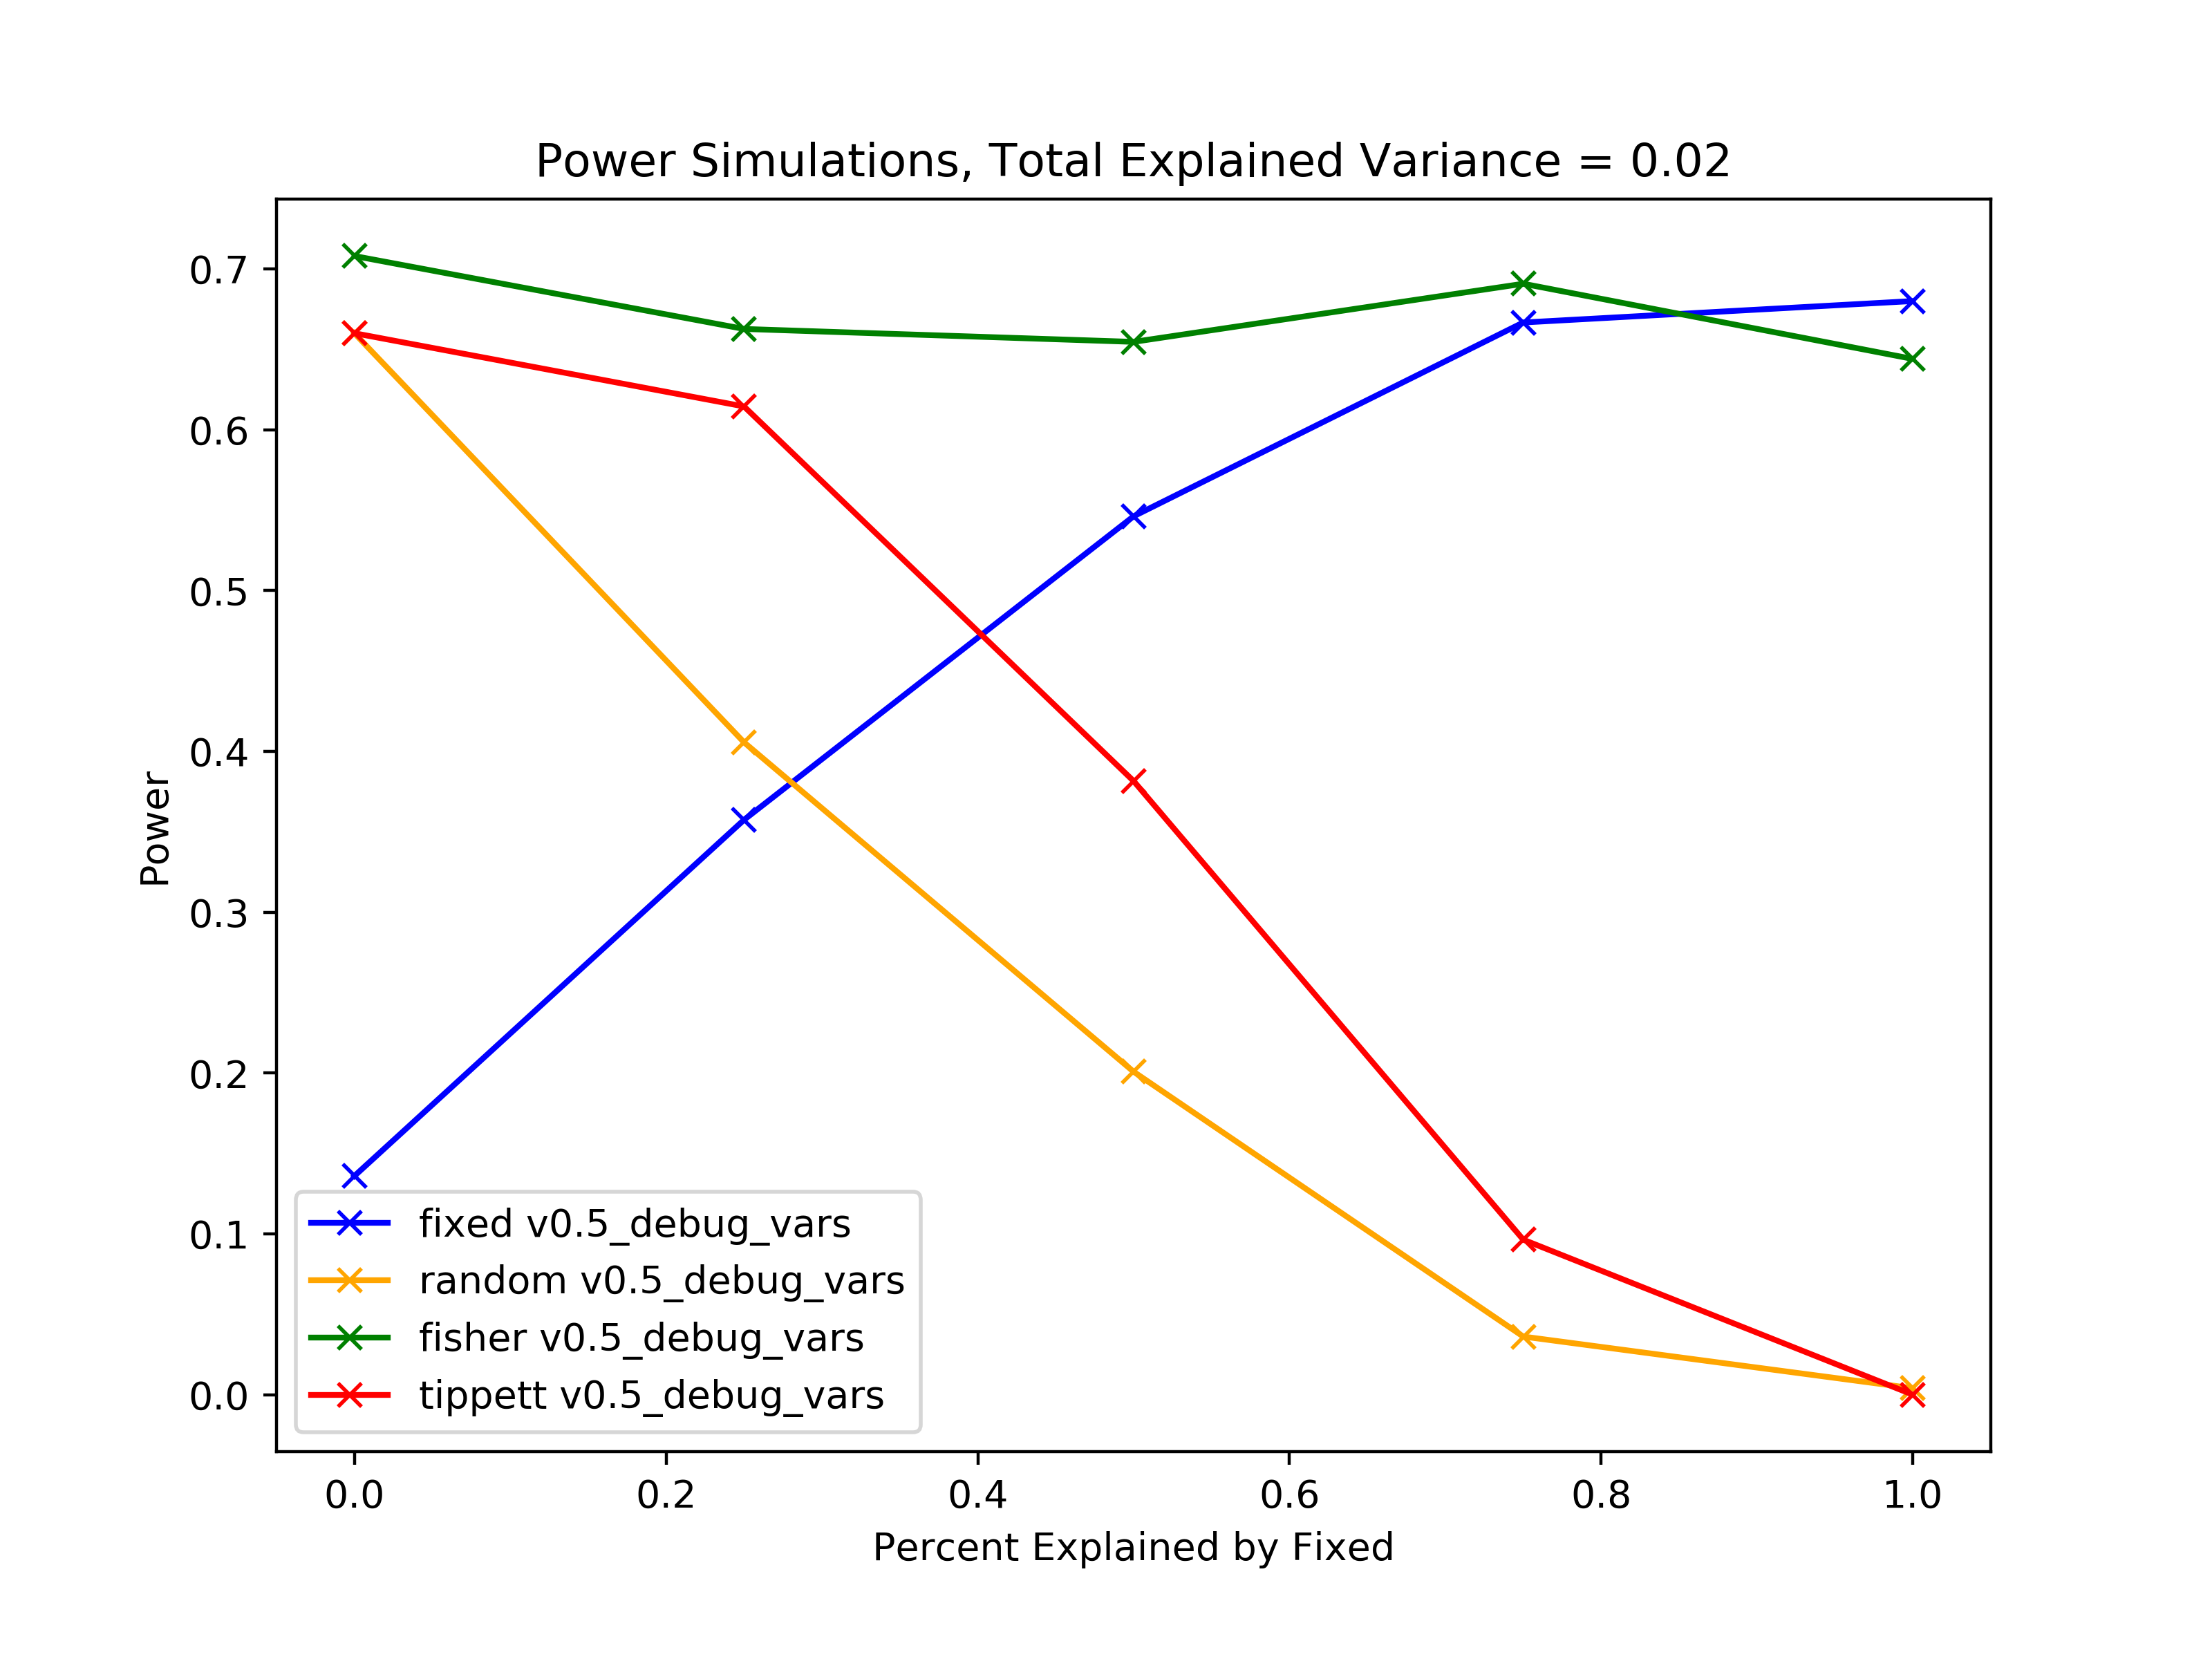 Power Simulations, Total Explained Variance = 0.02
Power
0.7
0.6
0.5
0.4
0.3
0.2
0.1
0.0
fixed v0.5_debug_vars
random v0.5_debug_vars
fisher v0.5_debug_vars
tippett v0.5_debug_vars
0.0 0.2 0.4 0.6 0.8 1.0
Percent Explained by Fixed